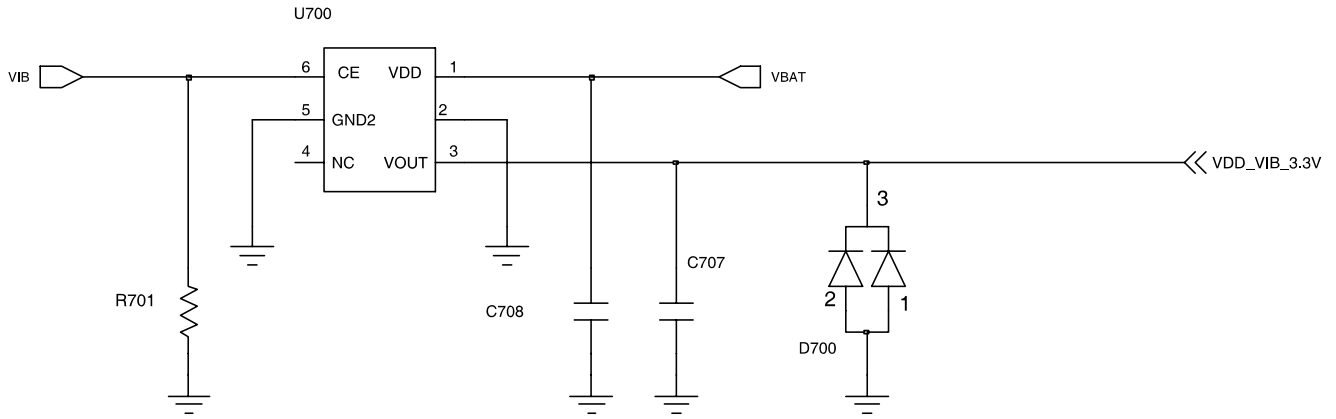 U700
VIB
6
CE
VDD
1
VBAT
5
GND2
2
4
NC
VOUT
3
VDD_VIB_3.3V
3
C707
R701
C708
2
1
D700